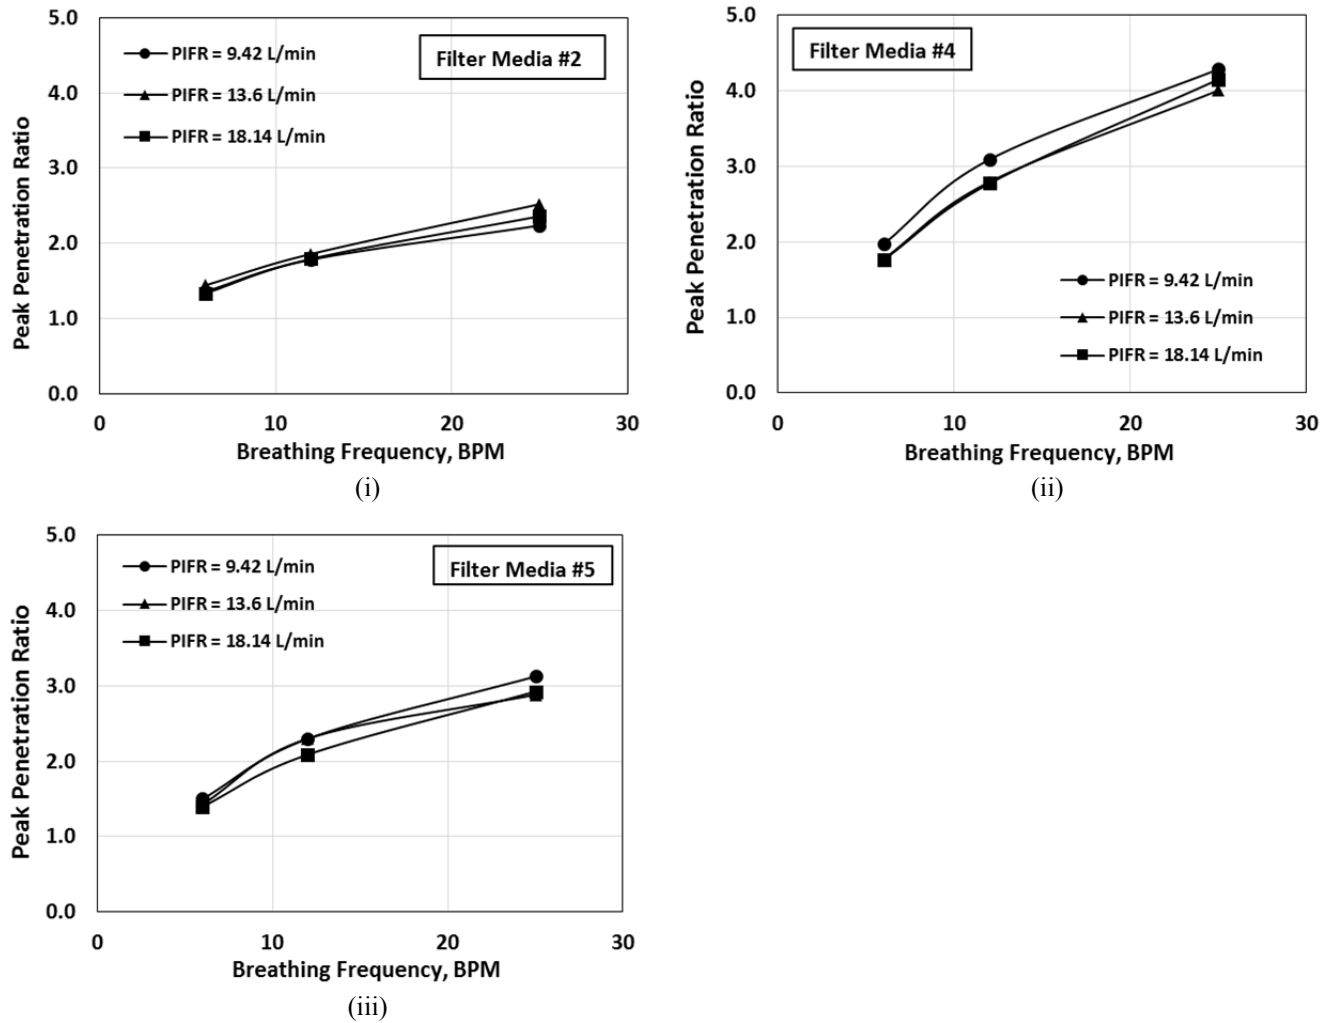 5.0
4.0
3.0
2.0
1.0
0.0
Peak Penetration Ratio
PIFR = 9.42 L/min
PIFR = 13.6 L/min
PIFR = 18.14 L/min
Filter Media #2
0 10 20 30
Breathing Frequency, BPM
(i)
5.0
4.0
3.0
2.0
1.0
0.0
Peak Penetration Ratio
Filter Media #4
PIFR = 9.42 L/min
PIFR = 13.6 L/min
PIFR = 18.14 L/min
0 10 20 30
Breathing Frequency, BPM
(ii)
5.0
4.0
3.0
2.0
1.0
0.0
Peak Penetration Ratio
PIFR = 9.42 L/min
PIFR = 13.6 L/min
PIFR = 18.14 L/min
Filter Media #5
0 10 20 30
Breathing Frequency, BPM
(iii)